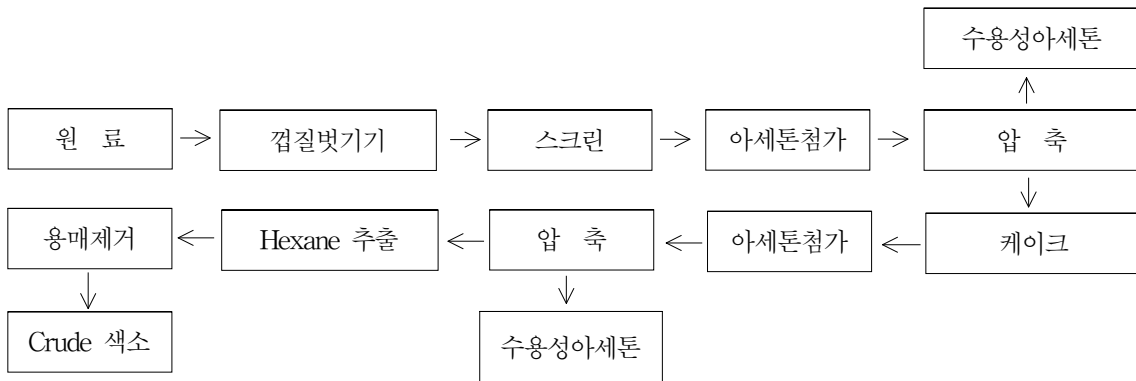 수용성아세톤
원 료
껍질벗기기
스크린
아세톤첨가
압 축
용매제거
Hexane 추출
압 축
아세톤첨가
케이크
Crude 색소
수용성아세톤